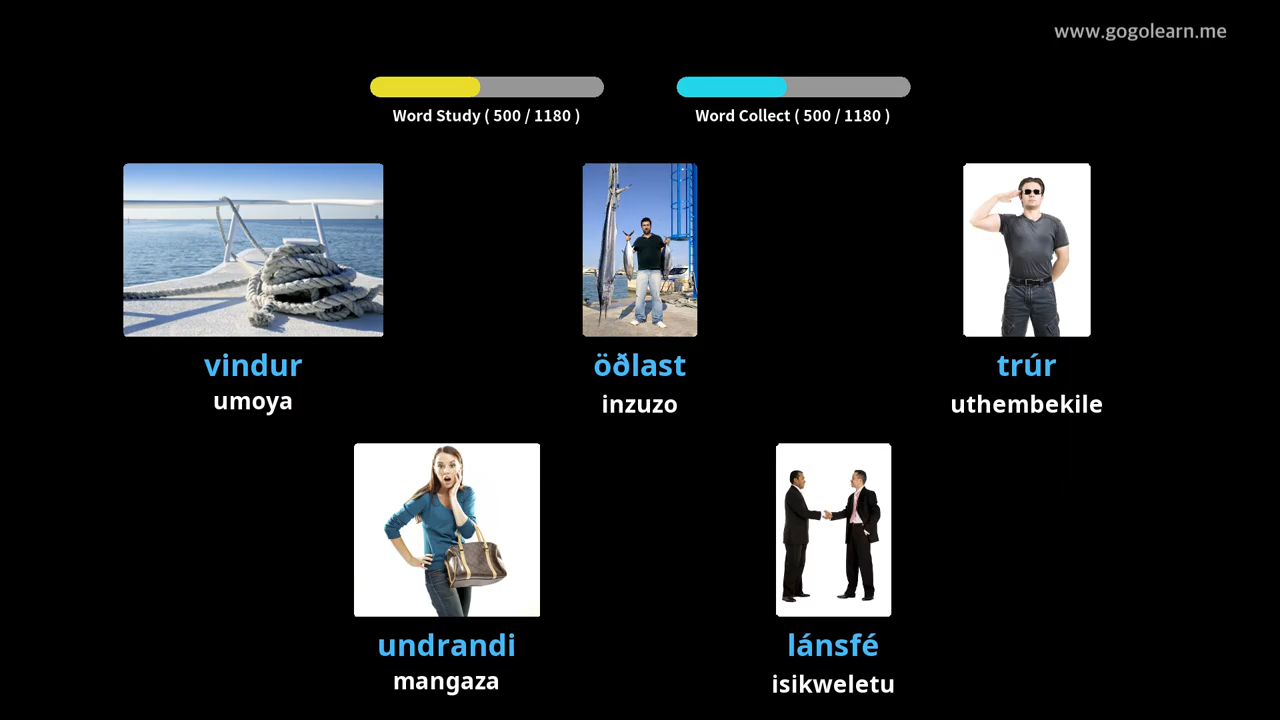 www.gogolearn.me
Word Study ( 500 / 1180 )
Word Collect ( 500 / 1180 )
vindur
umoya
öðlast
inzuzo
trúr
uthembekile
undrandi
mangaza
lánsfé
isikweletu